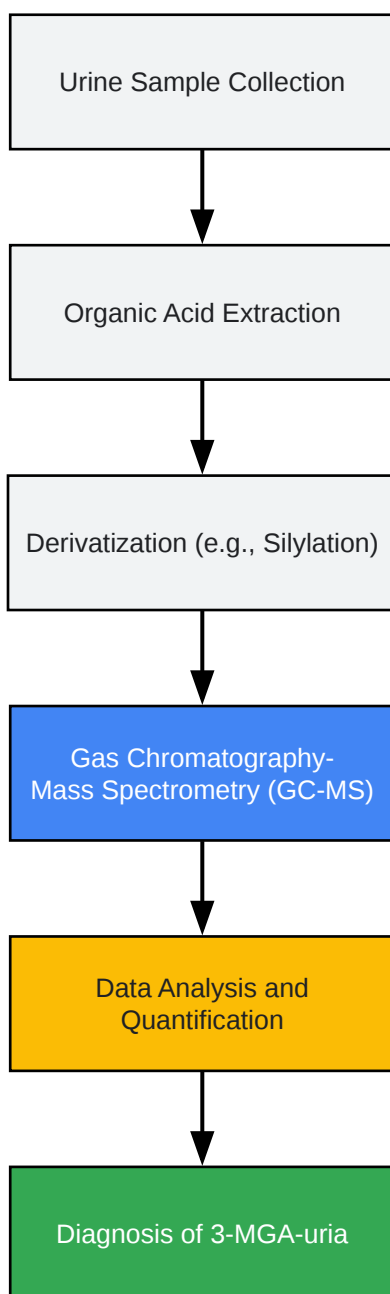 Urine Sample Collection
Organic Acid Extraction
Derivatization (e.g., Silylation)
Gas Chromatography-
Mass Spectrometry (GC-MS)
Data Analysis and
Quantification
Diagnosis of 3-MGA-uria